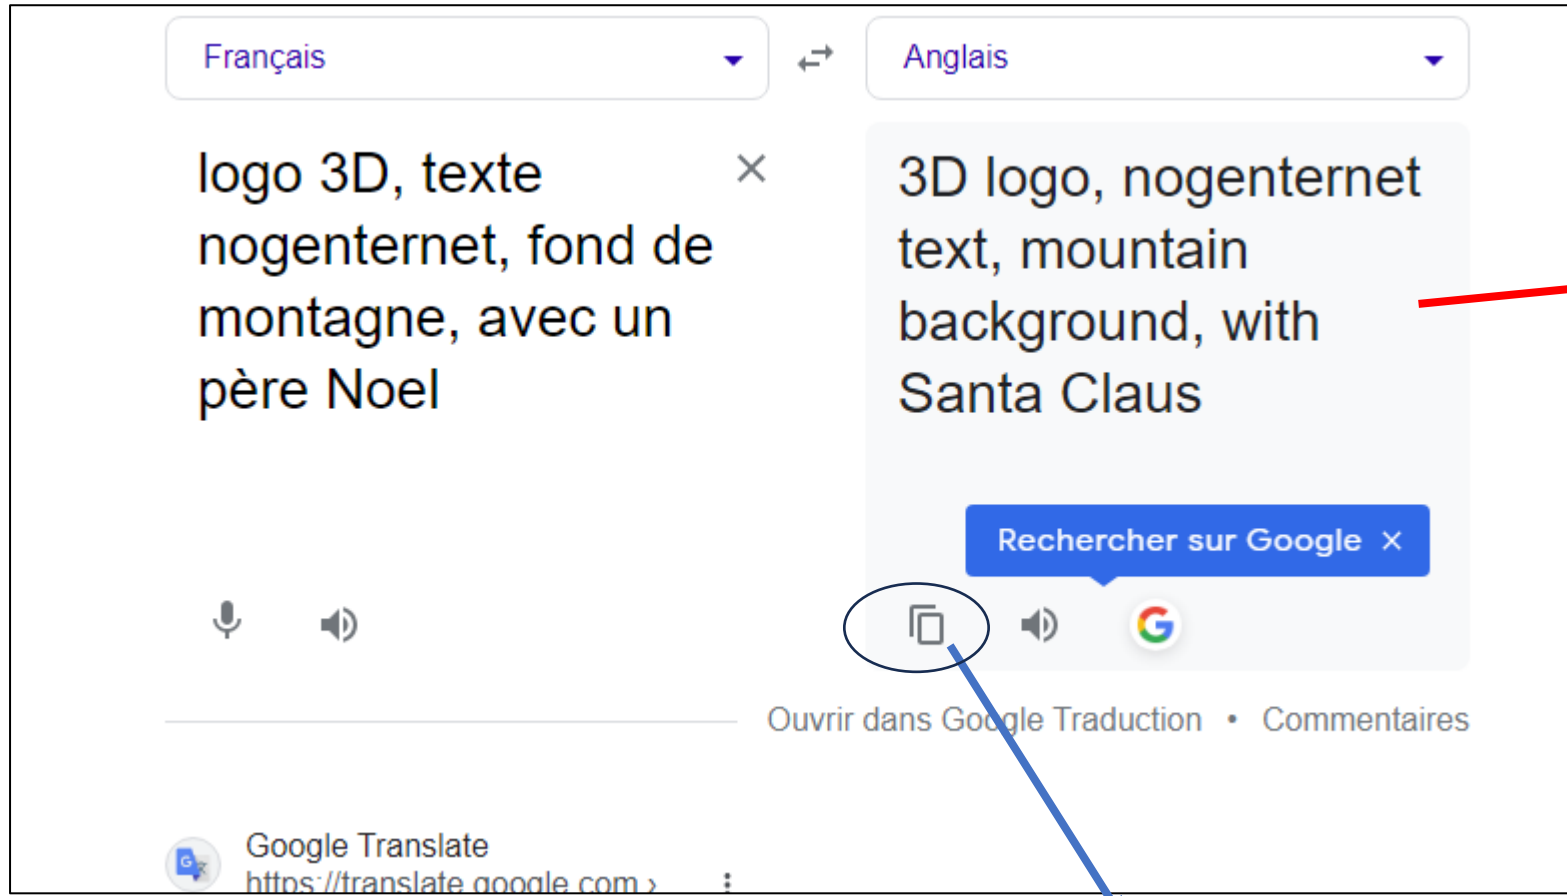 Français
Anglais
logo 3D, texte
nogenternet, fond de
montagne, avec un
père Noel
3D logo, nogenternet
text, mountain
background, with
Santa Claus
Rechercher sur Google
Ouvrir dans Google Traduction • Commentaires
Google Translate
https://translate.google.com ›